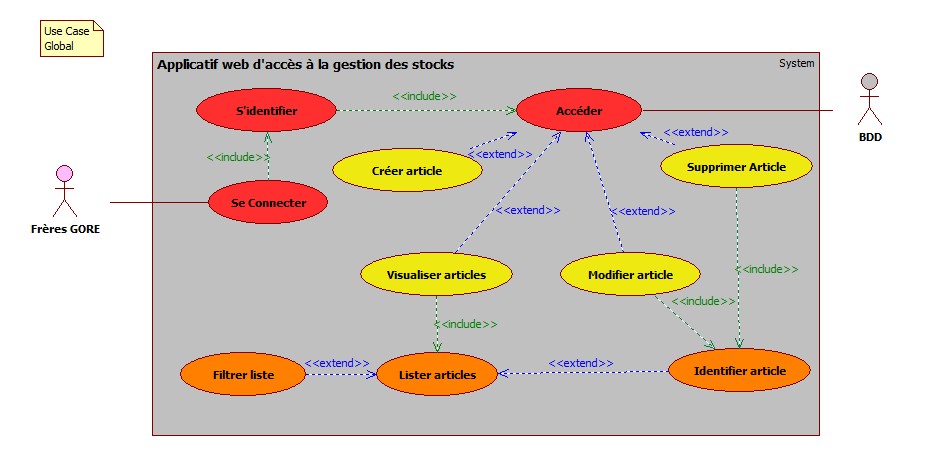 Use Case
Global
Applicatif web d'accès à la gestion des stocks
System
<<include>>
S'identifier
Accéder
BDD
<<extend>>
<<extend>>
Créer article
Supprimer Article
<<include>>
Frères GORE
Se Connecter
<<extend>>
<<extend>>
Visualiser articles
Modifier article
<<include>>
<<include>>
<<include>>
<<extend>>
<<extend>>
Filtrer liste
Lister articles
Identifier article